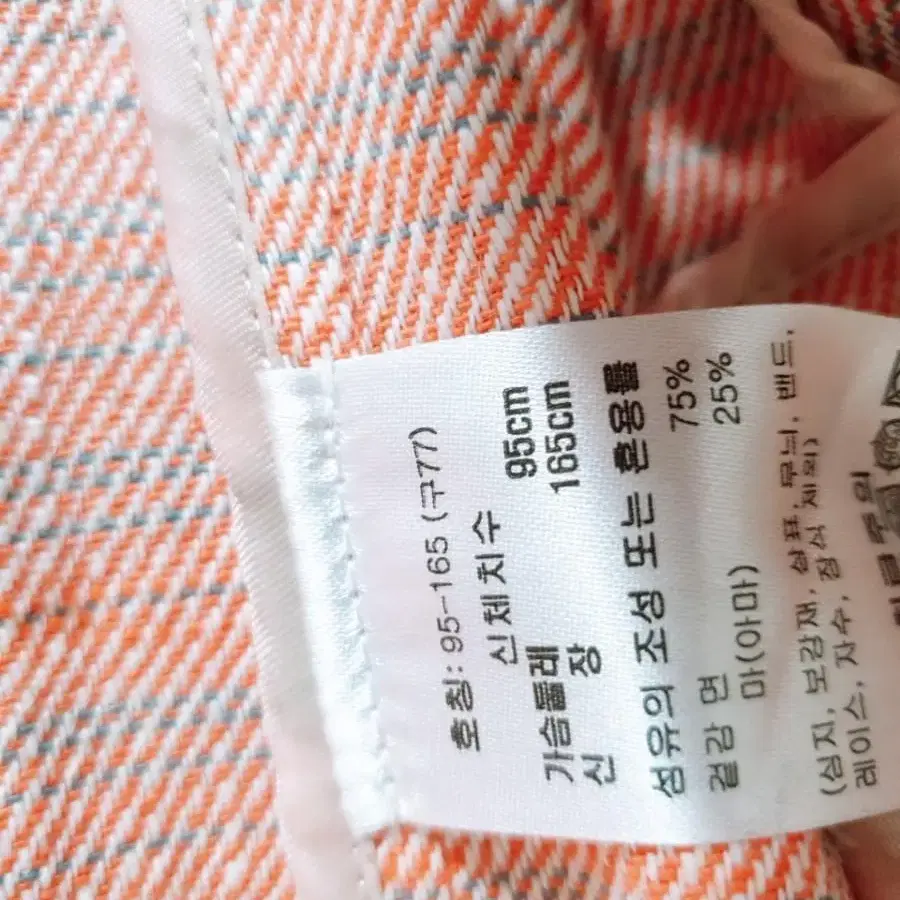 호칭: 95-165 (구77)
신체치수
가슴둘레 95cm
신 장 165cm
섬유의 조성 또는 혼용률
겉감 면 75%
마(아마) 25%
(심지, 보강재, 상표, 무늬, 밴드,
레이스, 자수, 장식 제외)